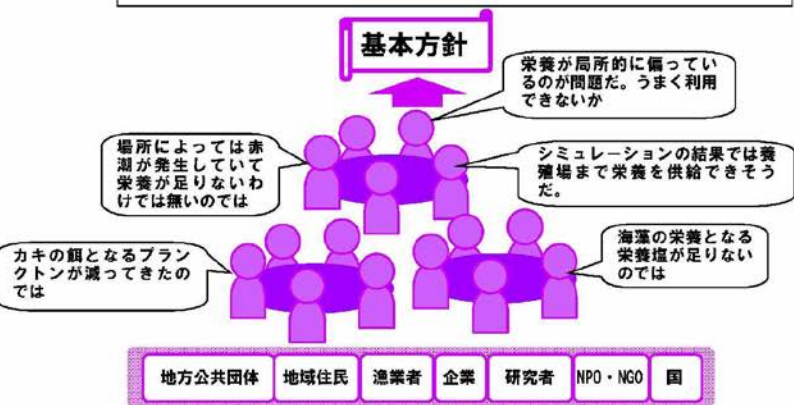 基本方針
栄養が局所的に偏ってい
るのが問題だ。うまく利用
できないか
場所によっては赤
潮が発生していて
栄養が足りないわ
けでは無いのでは
シミュレーションの結果では養
殖場まで栄養を供給できそう
だ。
カキの餌となるプラン
クトンが減ってきたの
では
海藻の栄養となる
栄養塩が足りない
のでは
地方公共団体 地域住民 漁業者 企業 研究者 NPO・NGO 国